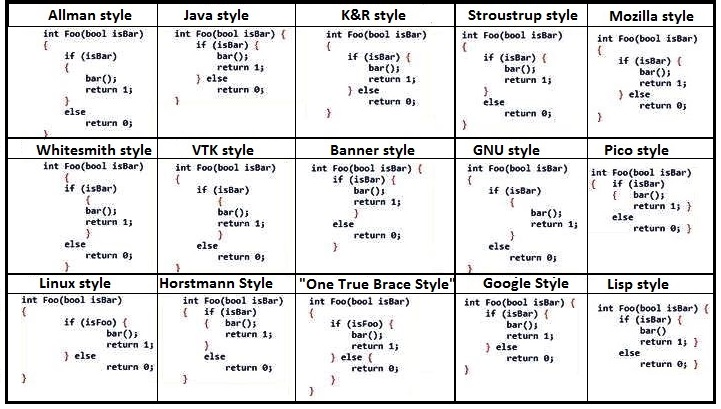 Allman style
int Foo(bool isBar)
{
if (isBar)
{
bar();
return 1;
}
else
return 0;
}
Java style
int Foo(bool isBar) {
if (isBar) {
bar();
return 1;
} else
return 0;
}
K&R style
int Foo(bool isBar)
{
if (isBar) {
bar();
return 1;
} else
return 0;
}
Stroustrup style
int Foo(bool isBar)
{
if (isBar) {
bar();
return 1;
}
else
return 0;
}
Mozilla style
int Foo(bool isBar)
{
if (isBar) {
bar();
return 1;
} else
return 0;
}
Whitesmith style
int Foo(bool isBar)
{
if (isBar)
{
bar();
return 1;
}
else
return 0;
}
VTK style
int Foo(bool isBar)
{
if (isBar)
{
bar();
return 1;
}
else
return 0;
}
Banner style
int Foo(bool isBar) {
if (isBar) {
bar();
return 1;
}
else
return 0;
}
GNU style
int Foo(bool isBar)
{
if (isBar)
{
bar();
return 1;
}
else
return 0;
}
Pico style
int Foo(bool isBar)
{ if (isBar)
{ bar();
return 1; }
else
return 0; }
Linux style
int Foo(bool isBar)
{
if (isFoo) {
bar();
return 1;
} else
return 0;
}
Horstmann Style
int Foo(bool isBar)
{ if (isBar)
{ bar();
return 1;
}
else
return 0;
}
"One True Brace Style"
int Foo(bool isBar)
{
if (isFoo) {
bar();
return 1;
} else {
return 0;
}
}
Google Style
int Foo(bool isBar) {
if (isBar) {
bar();
return 1;
} else
return 0;
}
Lisp style
int Foo(bool isBar) {
if (isBar) {
bar()
return 1; }
else
return 0; }